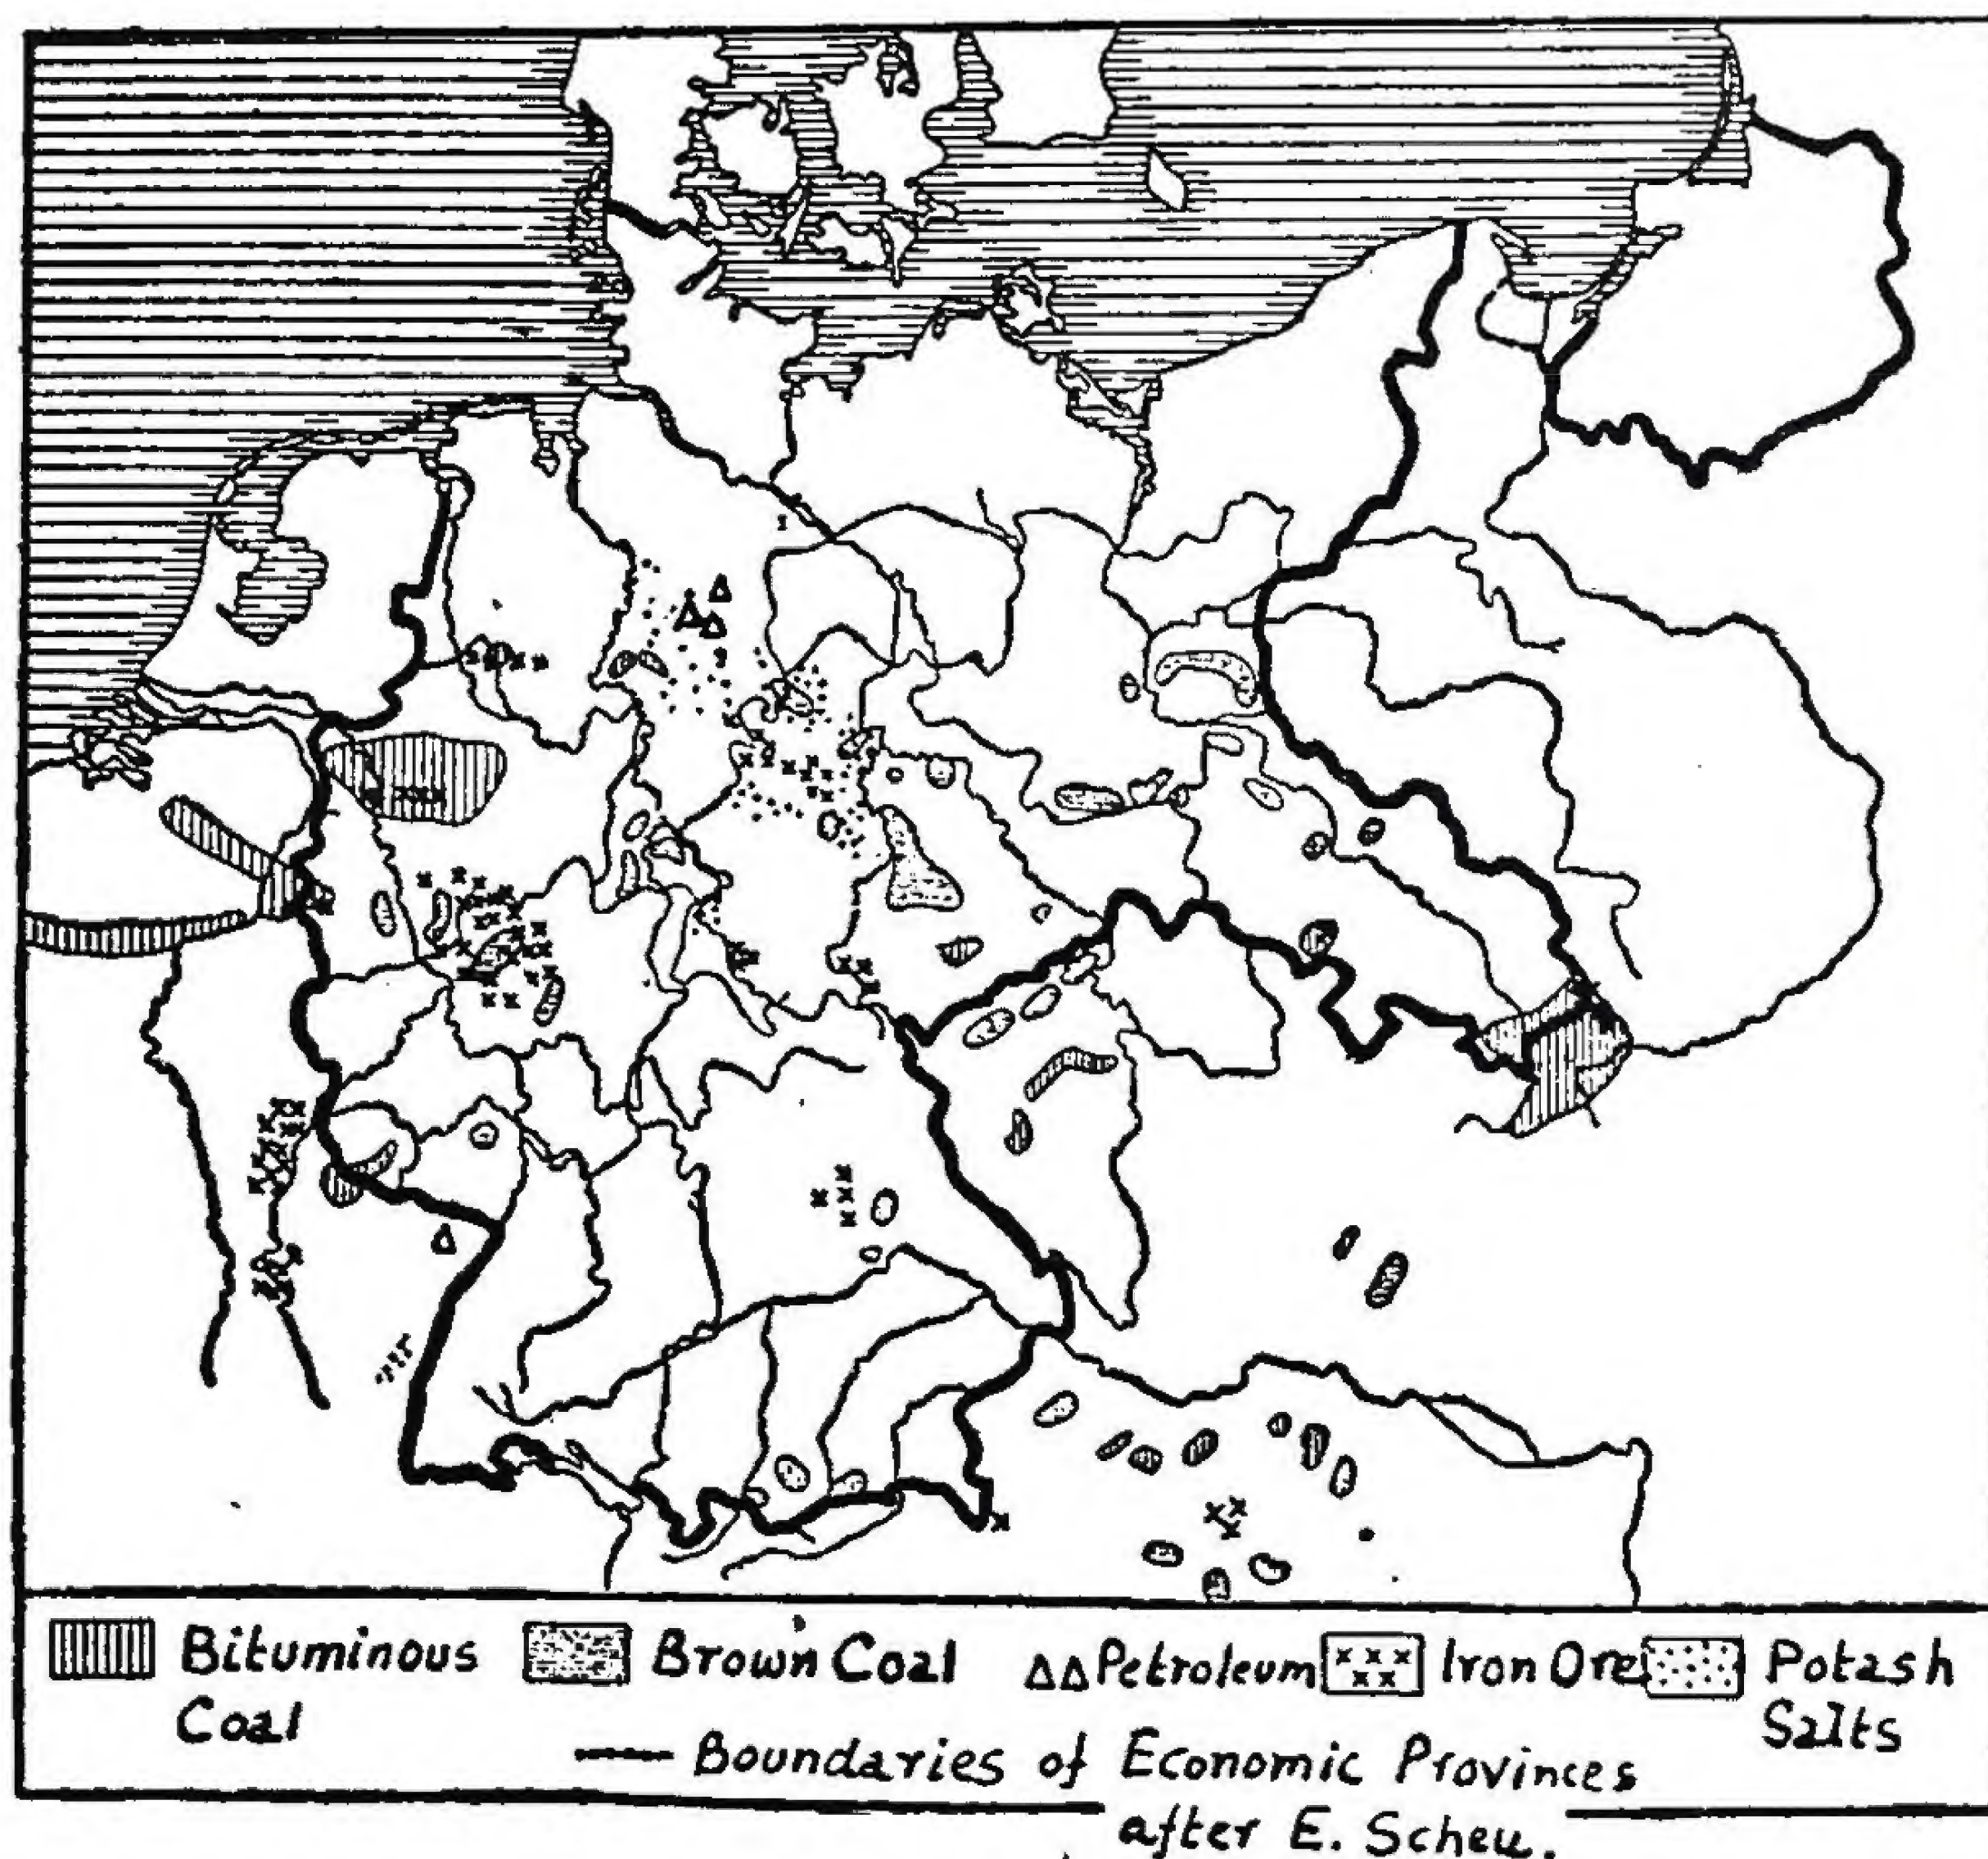 Bituminous Coal
Brown Coal
Petroleum
Iron Ore
Potash Salts
Boundaries of Economic Provinces
after E. Scheu.